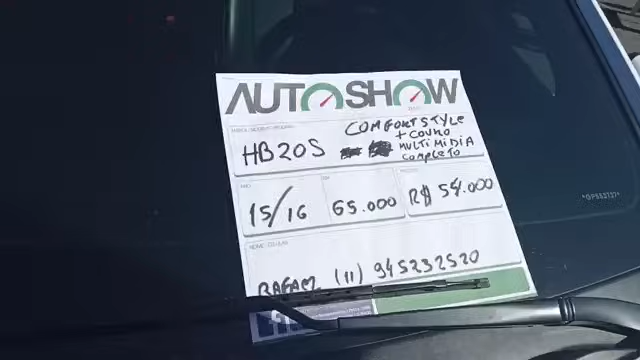 AUTOSHOW
HB20S COMFORT STYLE
+ COURO
MULTIMIDIA
COMPLETO
15/16 65.000 R$ 54.000
RAFAEL (11) 945232520